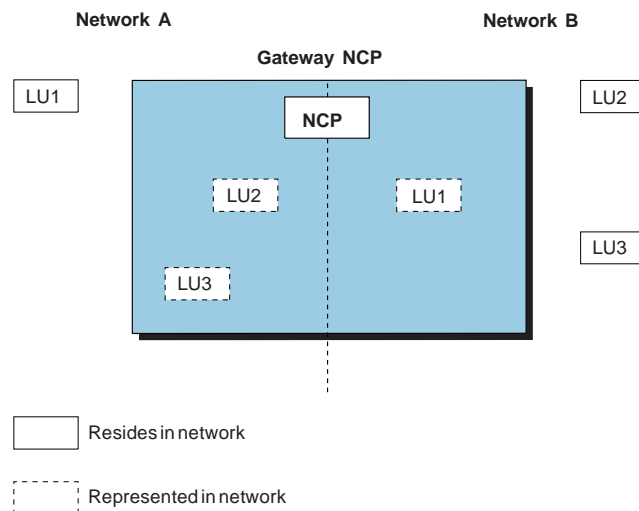 Network A
Network B
Gateway NCP
LU1
NCP
LU2
LU2
LU1
LU3
LU3
Resides in network
Represented in network